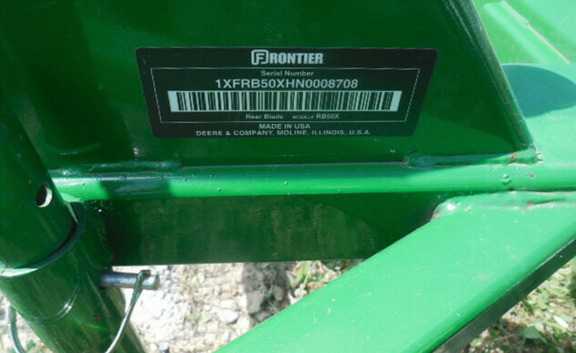 FRONTIER
Serial Number
1XFRB50XHN0008708
Rear Blade MODEL# RB50X
MADE IN USA
DEERE & COMPANY, MOLINE, ILLINOIS, U.S.A.